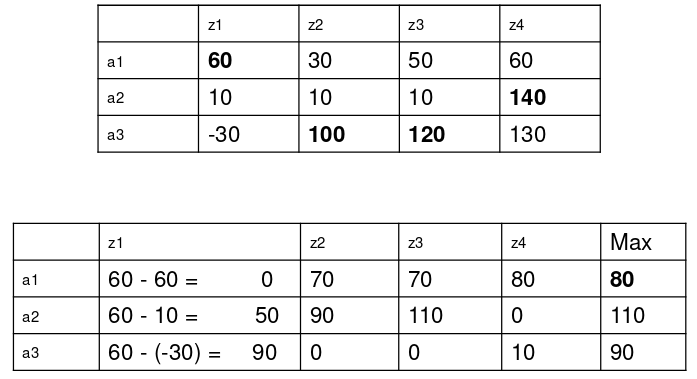 z1 z2 z3 z4
a1 60 30 50 60
a2 10 10 10 140
a3 -30 100 120 130
z1 z2 z3 z4 Max
a1 60 - 60 = 0 70 70 80 80
a2 60 - 10 = 50 90 110 0 110
a3 60 - (-30) = 90 0 0 10 90